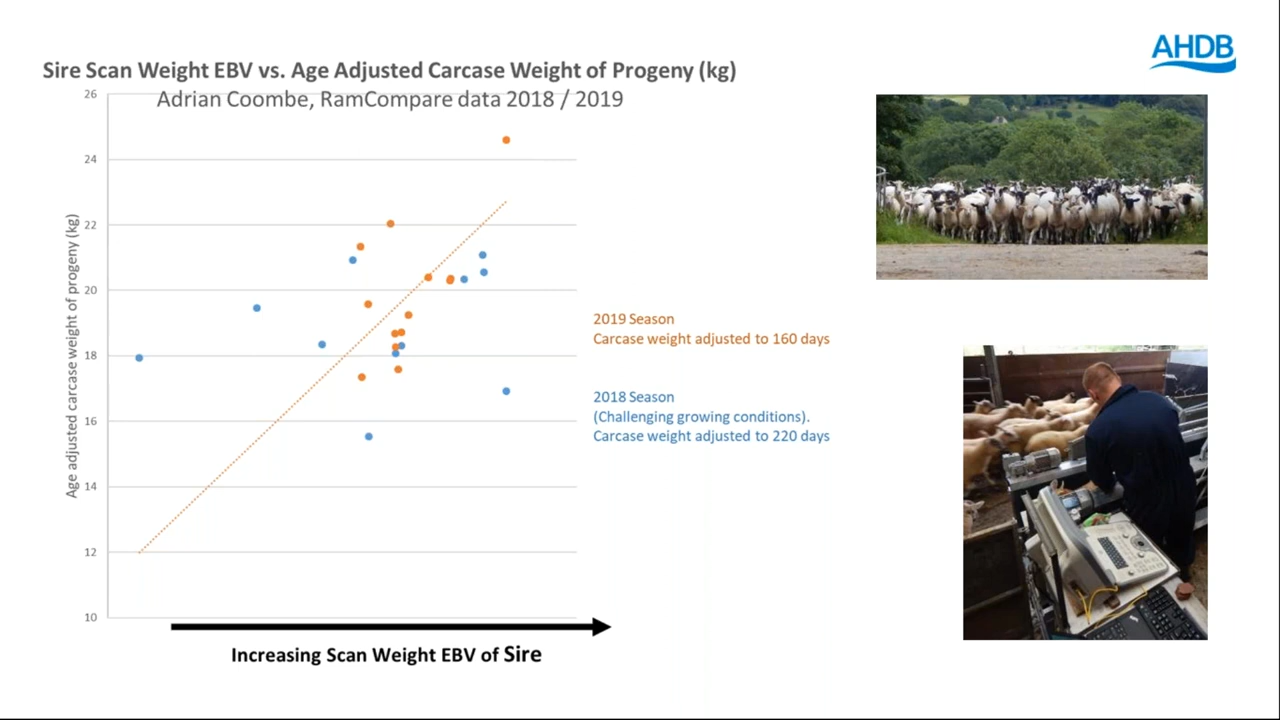 AHDB
Sire Scan Weight EBV vs. Age Adjusted Carcase Weight of Progeny (kg)
Adrian Coombe, RamCompare data 2018 / 2019
26
24
22
20
18
16
14
12
10
Age adjusted carcase weight of progeny (kg)
2019 Season
Carcase weight adjusted to 160 days
2018 Season
(Challenging growing conditions).
Carcase weight adjusted to 220 days
Increasing Scan Weight EBV of Sire